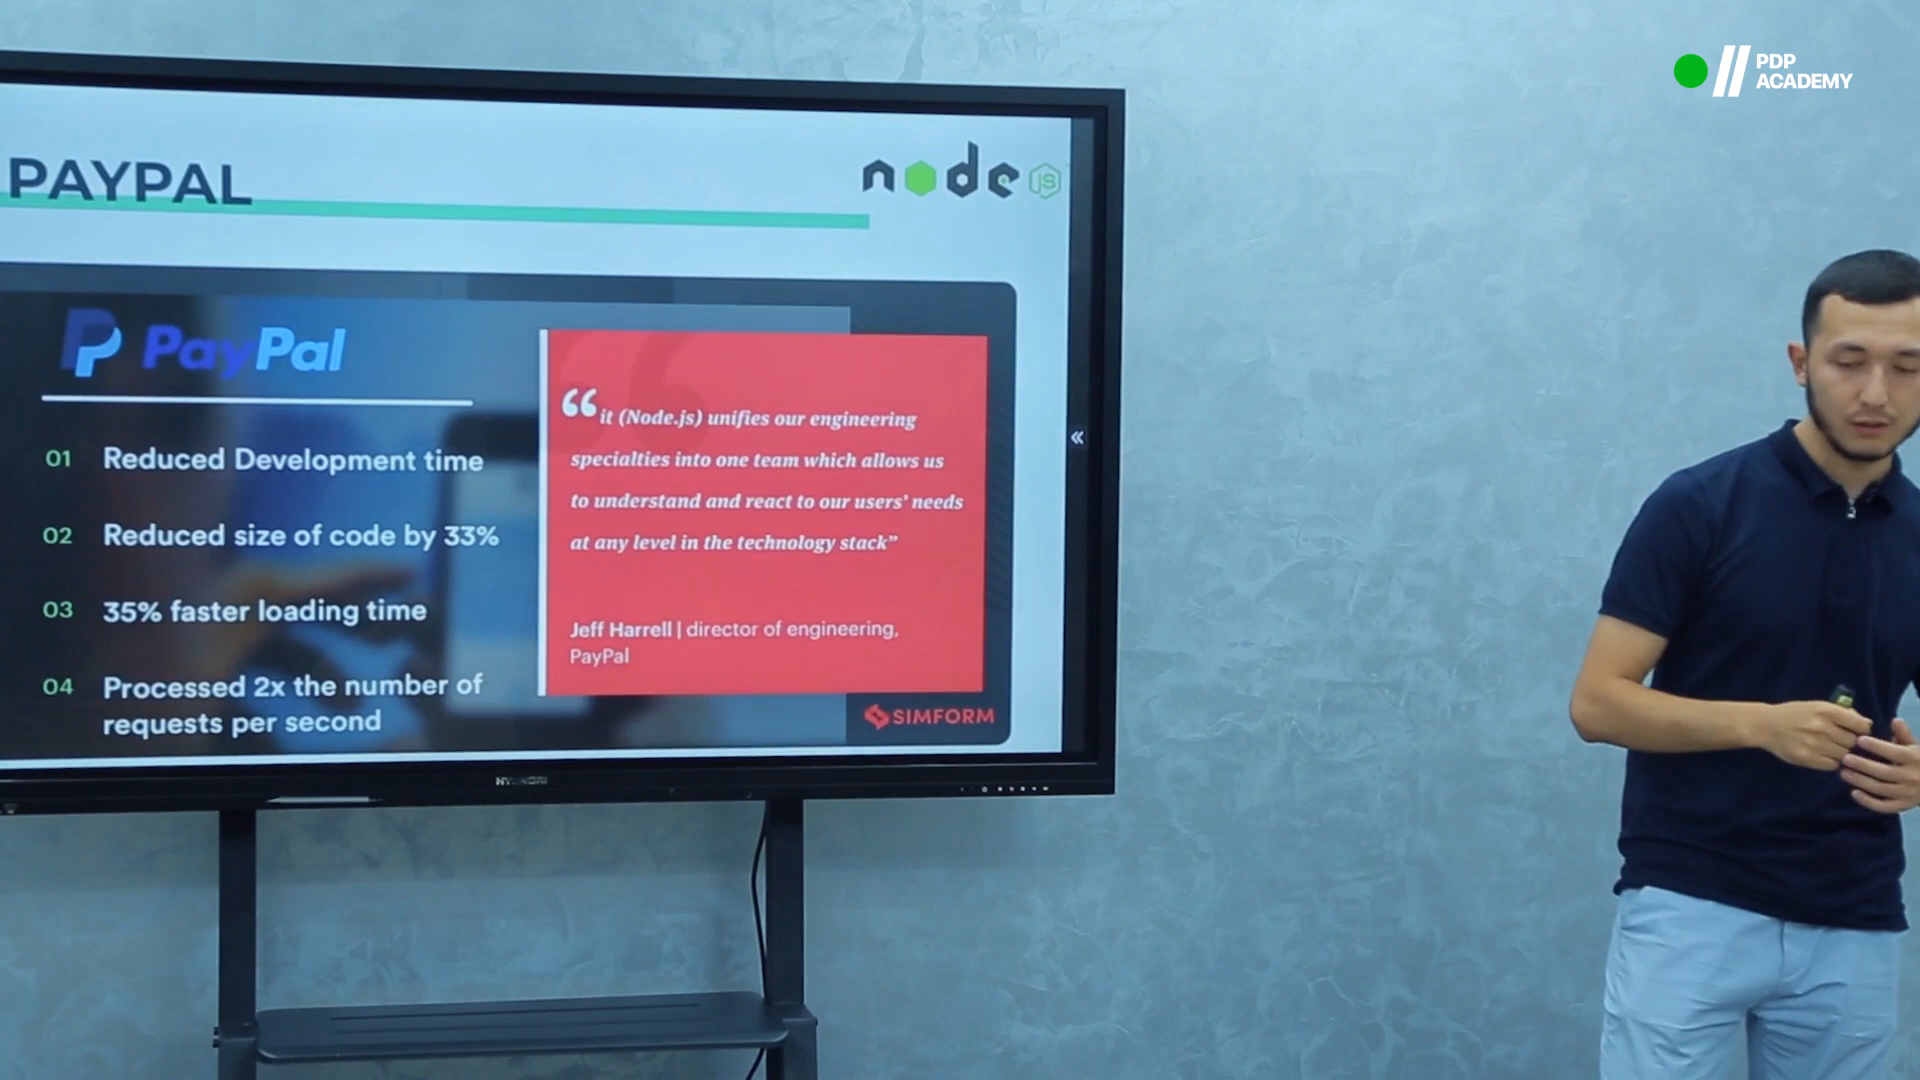 PDP
ACADEMY
PAYPAL
node
JS
PayPal
01 Reduced Development time
02 Reduced size of code by 33%
03 35% faster loading time
04 Processed 2x the number of
requests per second
“it (Node.js) unifies our engineering
specialties into one team which allows us
to understand and react to our users’ needs
at any level in the technology stack”
Jeff Harrell | director of engineering,
PayPal
SIMFORM
HYUNDAI